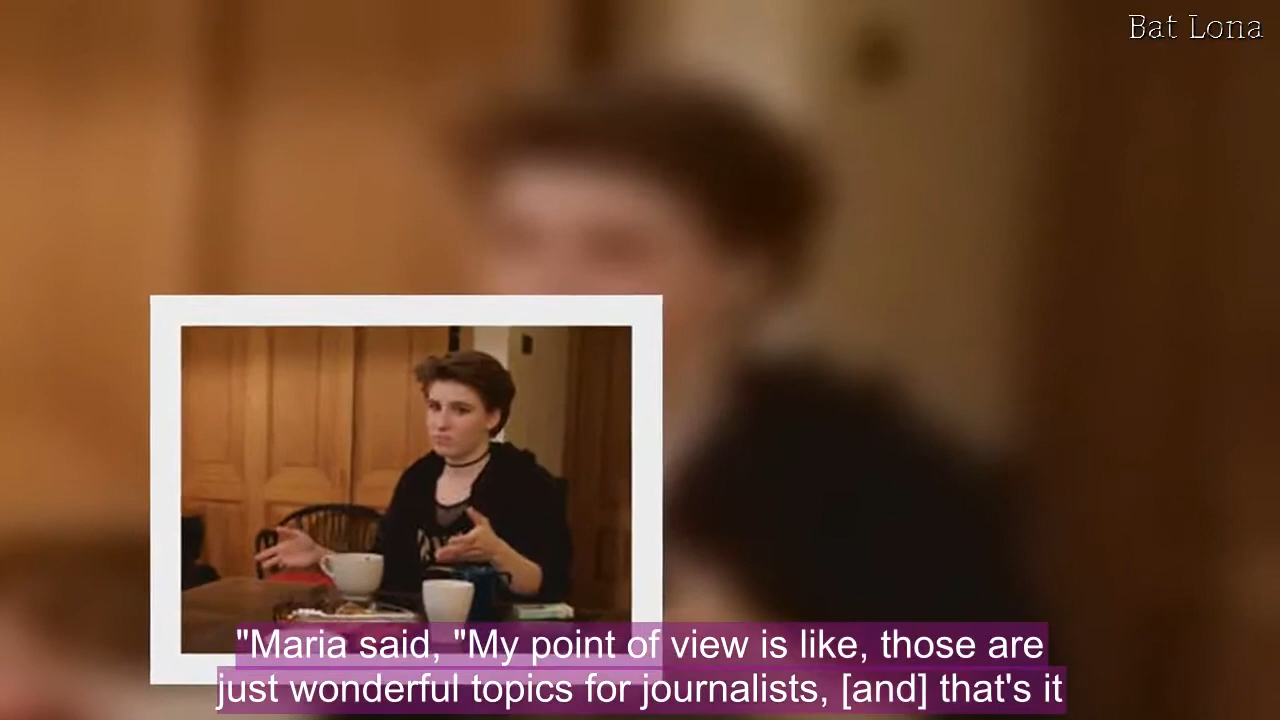 Bat Lona
"Maria said, "My point of view is like, those are
just wonderful topics for journalists, [and] that's it